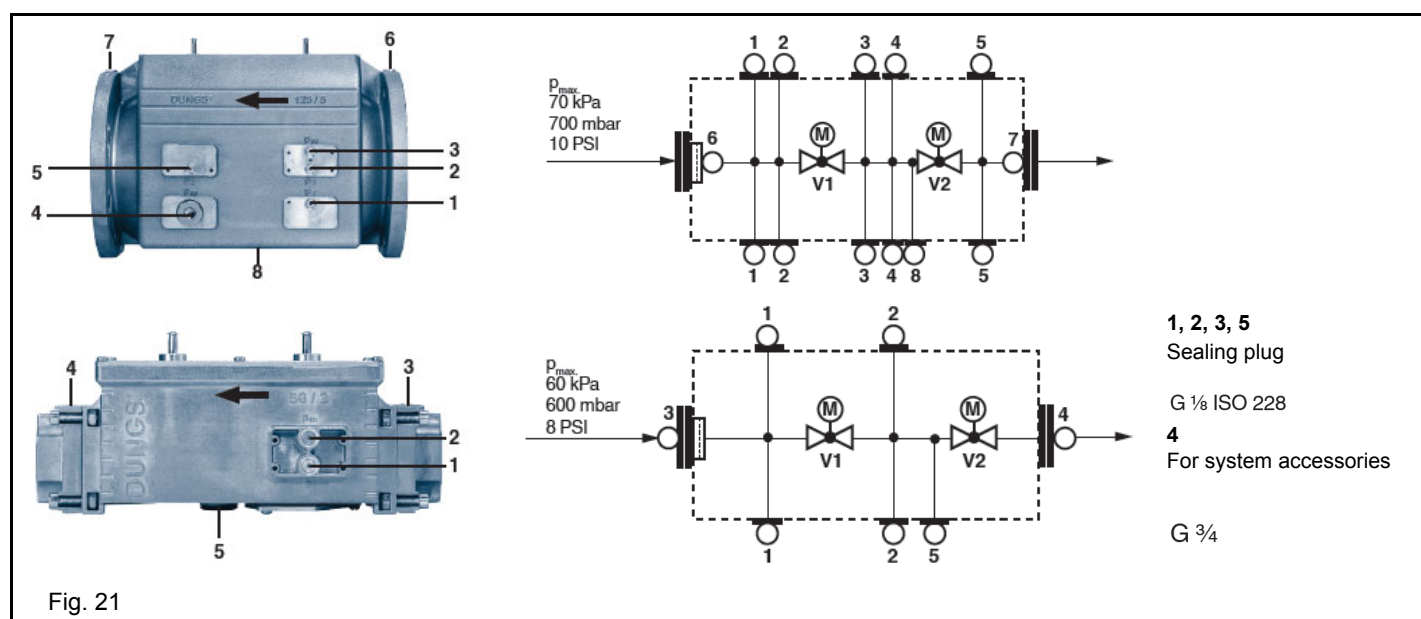 7
6
DUNGS
125 / 5
5
3
2
4
1
8
1 2 3 4 5
pmax.
70 kPa
700 mbar
10 PSI
6
M
M
7
V1
V2
1 2 3 4 8 5
4
3
50 / 2
DUNGS
2
1
5
1 2
pmax.
60 kPa
600 mbar
8 PSI
3
M
M
4
V1
V2
1 2 5
1, 2, 3, 5
Sealing plug
G ⅛ ISO 228
4
For system accessories
G ¾
Fig. 21